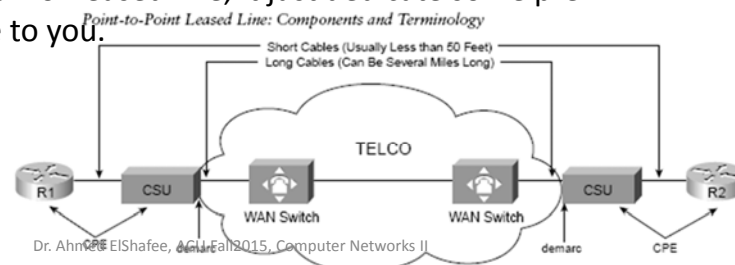 Point-to-Point Leased Line: Components and Terminology
e to you.
Short Cables (Usually Less than 50 Feet)
Long Cables (Can Be Several Miles Long)
TELCO
R1
CSU
WAN Switch
WAN Switch
CSU
R2
CPE
demarc
demarc
CPE
Dr. Ahmed ElShafee, ACU Fall2015, Computer Networks II